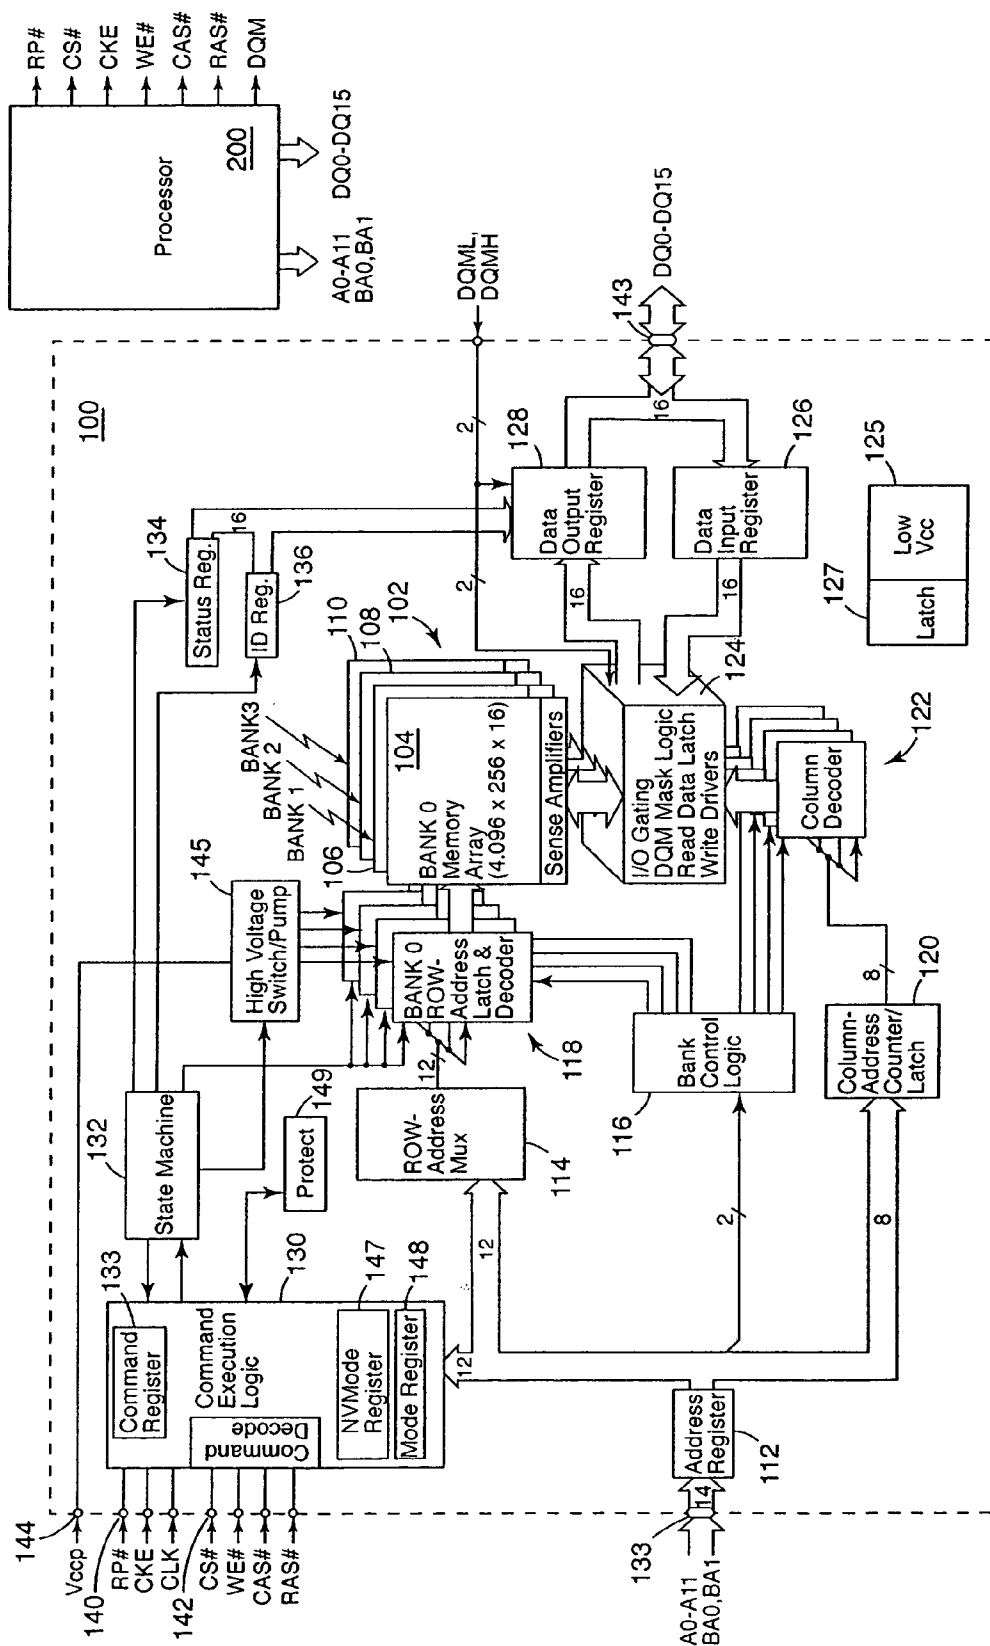 Processor
200
RP#
CS#
CKE
WE#
CAS#
RAS#
DQM
A0-A11
BA0,BA1
DQ0-DQ15
100
144
Vccp
140
RP#
CKE
CLK
142
CS#
WE#
CAS#
RAS#
133
Command
Register
Command
Execution
Logic
Command
Decode
NVMode
Register
Mode Register
130
147
148
132
State Machine
149
Protect
145
High Voltage
Switch/Pump
134
Status Reg.
16
ID Reg.
136
BANK3
BANK 2
BANK 1
106
110
108
102
104
BANK 0
Memory
Array
(4.096 x 256 x 16)
Sense Amplifiers
BANK 0
ROW-
Address
Latch &
Decoder
118
12
ROW-
Address
Mux
114
12
12
2
2
DQML,
DQMH
128
Data
Output
Register
16
143
DQ0-DQ15
16
126
Data
Input
Register
16
I/O Gating
DQM Mask Logic
Read Data Latch
Write Drivers
124
127
125
Latch
Low
Vcc
Bank
Control
Logic
116
2
Column
Decoder
122
8
Column-
Address
Counter/
Latch
120
8
133
A0-A11
BA0,BA1
14
Address
Register
112